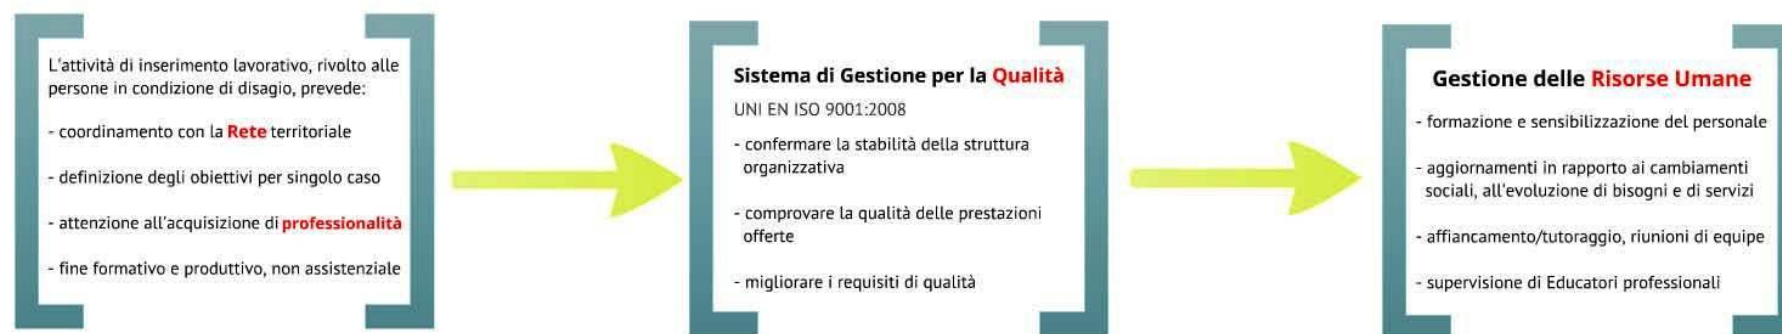 L'attività di inserimento lavorativo, rivolto alle
persone in condizione di disagio, prevede:
- coordinamento con la Rete territoriale
- definizione degli obiettivi per singolo caso
- attenzione all'acquisizione di professionalità
- fine formativo e produttivo, non assistenziale
Sistema di Gestione per la Qualità
UNI EN ISO 9001:2008
- confermare la stabilità della struttura
organizzativa
- comprovare la qualità delle prestazioni
offerte
- migliorare i requisiti di qualità
Gestione delle Risorse Umane
- formazione e sensibilizzazione del personale
- aggiornamenti in rapporto ai cambiamenti
sociali, all'evoluzione di bisogni e di servizi
- affiancamento/tutoraggio, riunioni di equipe
- supervisione di Educatori professionali